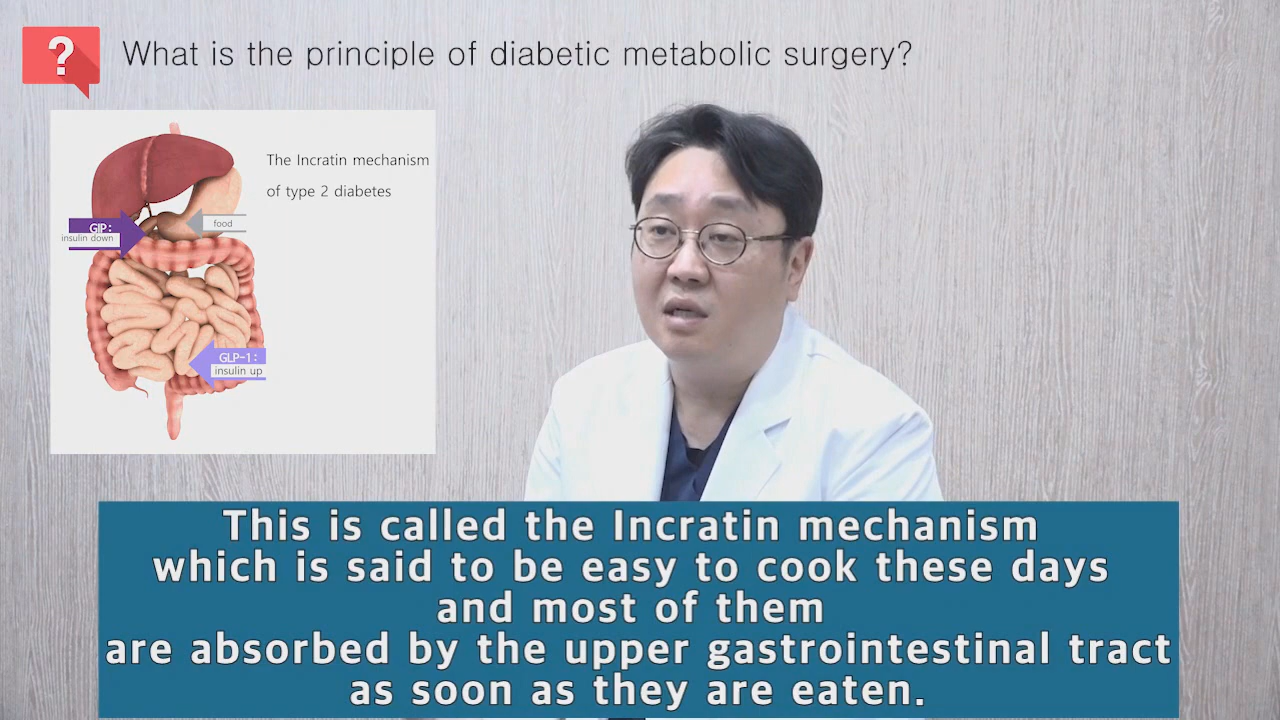 ?
What is the principle of diabetic metabolic surgery?
The Incratin mechanism
of type 2 diabetes
GIP:
insulin down
food
GLP-1:
insulin up
This is called the Incratin mechanism
which is said to be easy to cook these days
and most of them
are absorbed by the upper gastrointestinal tract
as soon as they are eaten.